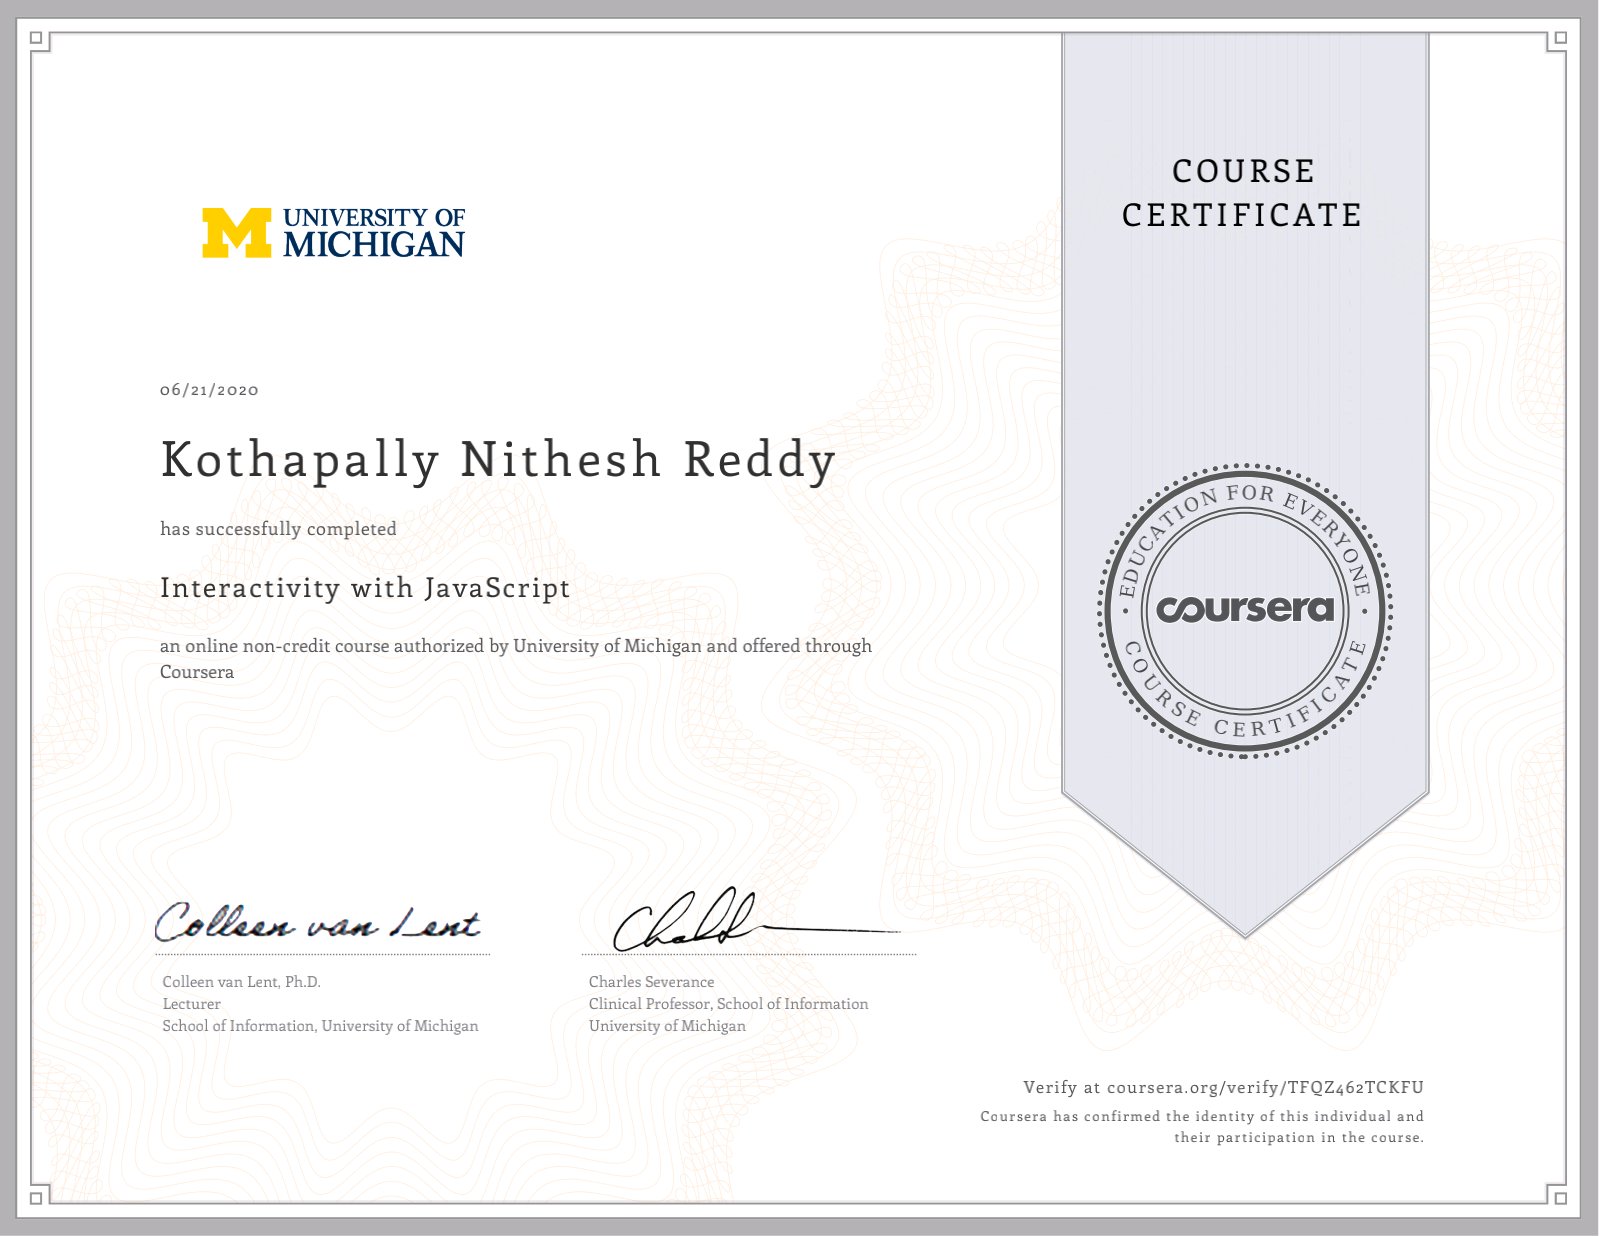 UNIVERSITY OF
MICHIGAN
COURSE
CERTIFICATE
06/21/2020
Kothapally Nithesh Reddy
has successfully completed
Interactivity with JavaScript
an online non-credit course authorized by University of Michigan and offered through
Coursera
EDUCATION FOR EVERYONE
coursera
COURSE CERTIFICATE
Colleen van Lent
Colleen van Lent, Ph.D.
Lecturer
School of Information, University of Michigan
Charles Severance
Clinical Professor, School of Information
University of Michigan
Verify at coursera.org/verify/TFQZ462TCKFU
Coursera has confirmed the identity of this individual and
their participation in the course.